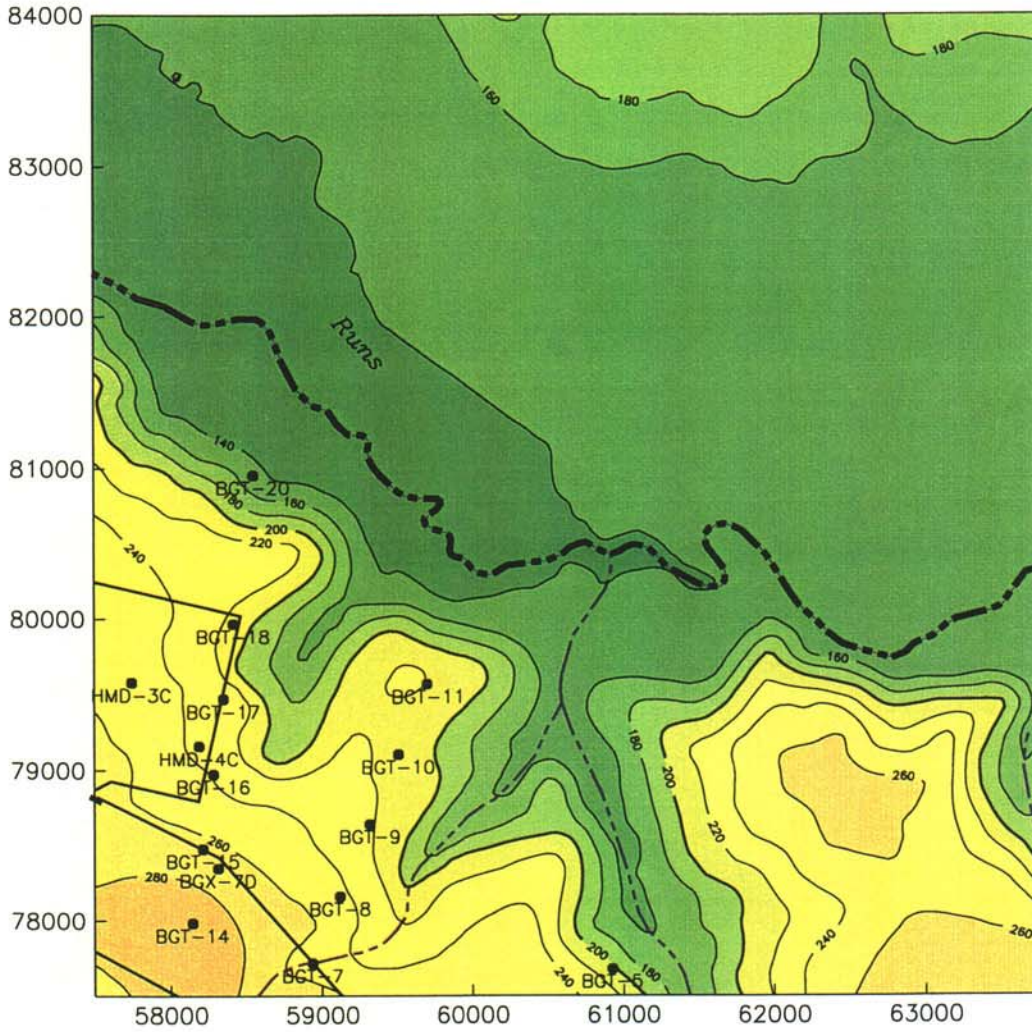 84000
180
180
160
g
83000
82000
Runs
81000
140
BGT-20
160
180
200
220
240
80000
BGT-18
160
HMD-3C
BGT-17
BGT-11
180
HMD-4C
BGT-10
79000
BGT-16
200
260
220
BGT-9
260
BGT-15
BGX-7D
280
BGT-8
78000
BGT-14
200
240
260
BGT-7
240
BGT-5
180
58000 59000 60000 61000 62000 63000